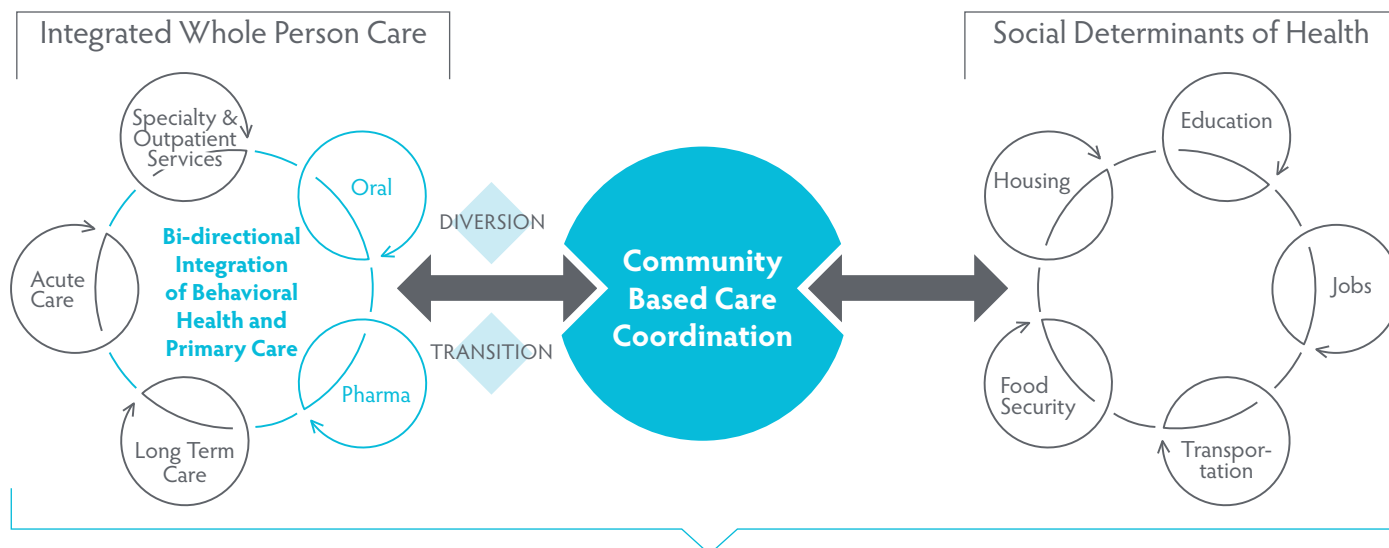 Integrated Whole Person Care
Specialty &
Outpatient
Services
Oral
Bi-directional
Integration
of Behavioral
Health and
Primary Care
Acute
Care
Pharma
Long Term
Care
DIVERSION
TRANSITION
Community
Based Care
Coordination
Social Determinants of Health
Education
Housing
Jobs
Food
Security
Transpor-
tation